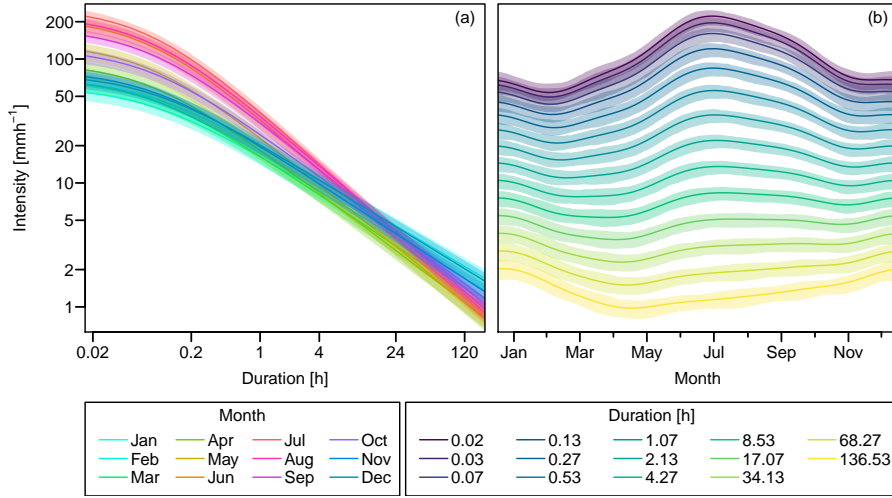 (a)
(b)
200
100
50
20
10
5
2
1
Intensity [mmh−1]
0.02
0.2
1
4
24
120
Duration [h]
Jan
Mar
May
Jul
Sep
Nov
Month
Month
Jan
Apr
Jul
Oct
Feb
May
Aug
Nov
Mar
Jun
Sep
Dec
Duration [h]
0.02
0.13
1.07
8.53
68.27
0.03
0.27
2.13
17.07
136.53
0.07
0.53
4.27
34.13